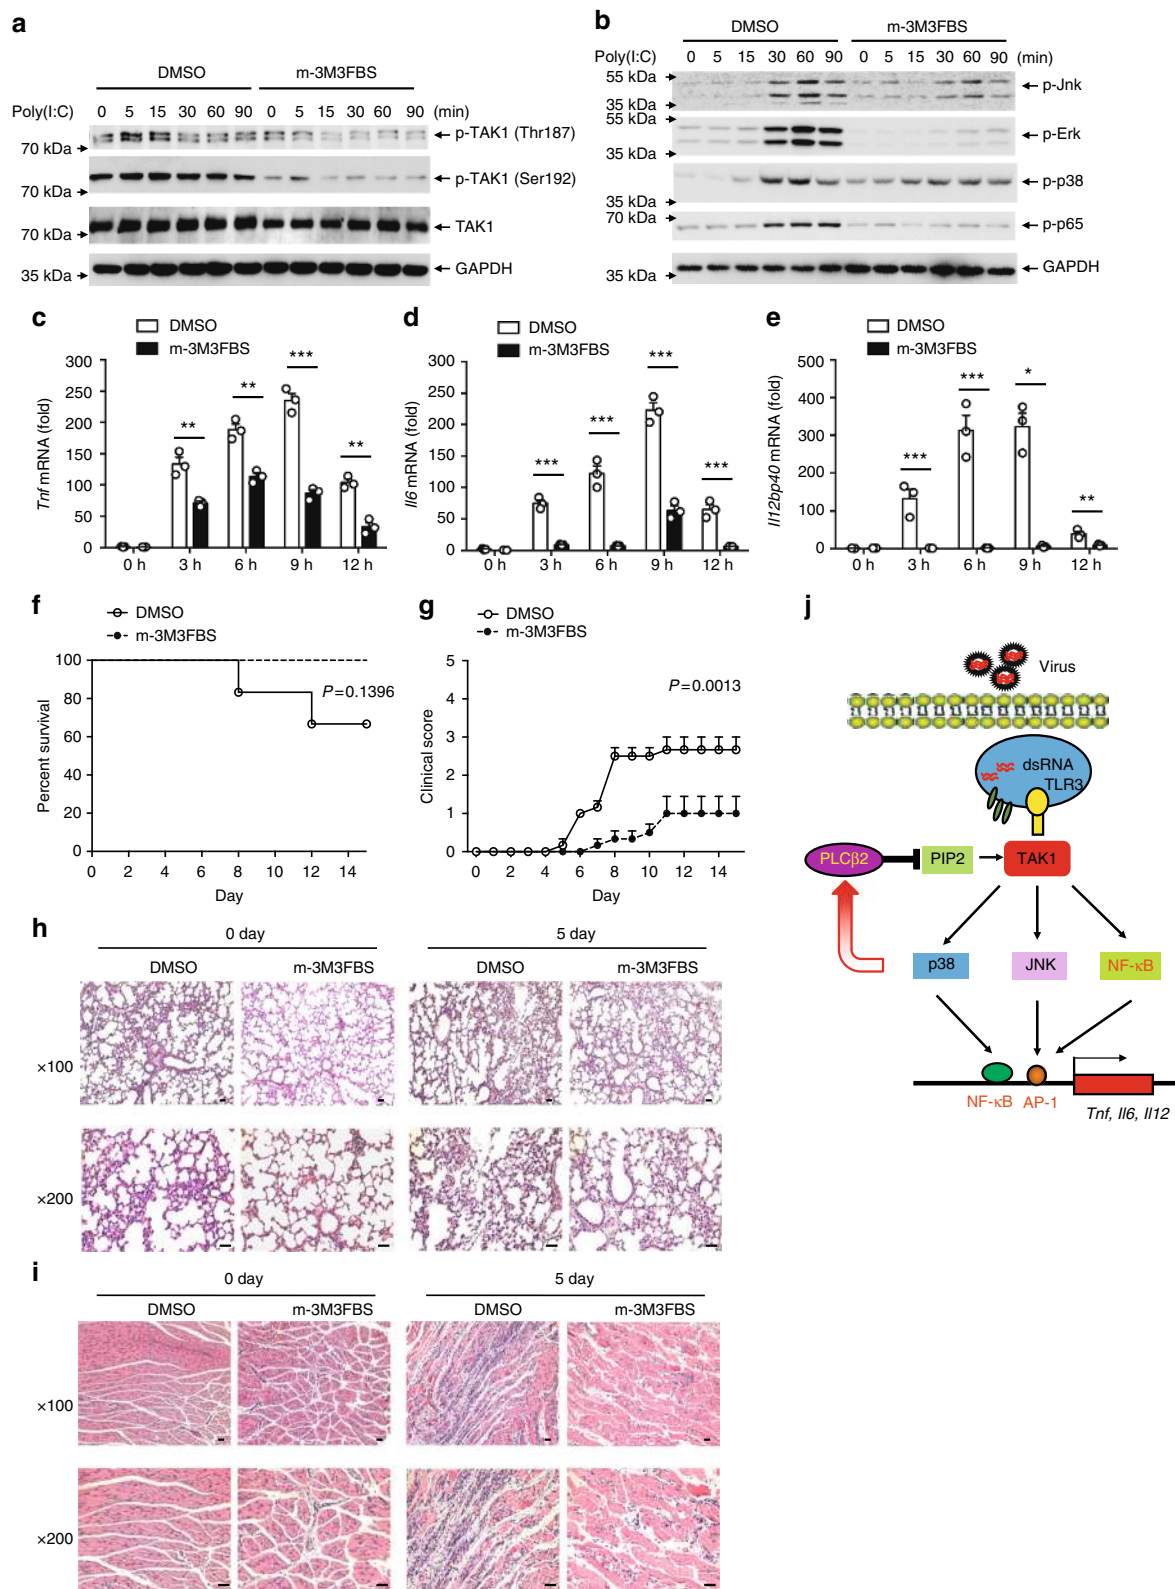 a
DMSO m-3M3FBS
Poly(I:C) 0 5 15 30 60 90 0 5 15 30 60 90 (min)
p-TAK1 (Thr187)
70 kDa
p-TAK1 (Ser192)
70 kDa
TAK1
70 kDa
GAPDH
35 kDa
b
DMSO m-3M3FBS
Poly(I:C) 0 5 15 30 60 90 0 5 15 30 60 90 (min)
55 kDa
p-Jnk
35 kDa
55 kDa
p-Erk
35 kDa
p-p38
35 kDa
70 kDa
p-p65
GAPDH
35 kDa
c
DMSO
m-3M3FBS
Tnf mRNA (fold)
300
250
200
150
100
50
0
** ** *** **
0 h 3 h 6 h 9 h 12 h
d
DMSO
m-3M3FBS
Il6 mRNA (fold)
300
250
200
150
100
50
0
*** *** *** ***
0 h 3 h 6 h 9 h 12 h
e
DMSO
m-3M3FBS
Il12bp40 mRNA (fold)
500
400
300
200
100
0
*** *** * **
0 h 3 h 6 h 9 h 12 h
f
DMSO
m-3M3FBS
Percent survival
100
80
60
40
20
0
P=0.1396
0 2 4 6 8 10 12 14
Day
g
DMSO
m-3M3FBS
Clinical score
5
4
3
2
1
0
P=0.0013
0 2 4 6 8 10 12 14
Day
j
Virus
dsRNA
TLR3
PLCβ2 PIP2 TAK1
p38 JNK NF-κB
NF-κB AP-1
Tnf, Il6, Il12
h
0 day 5 day
DMSO m-3M3FBS DMSO m-3M3FBS
×100
×200
i
0 day 5 day
DMSO m-3M3FBS DMSO m-3M3FBS
×100
×200